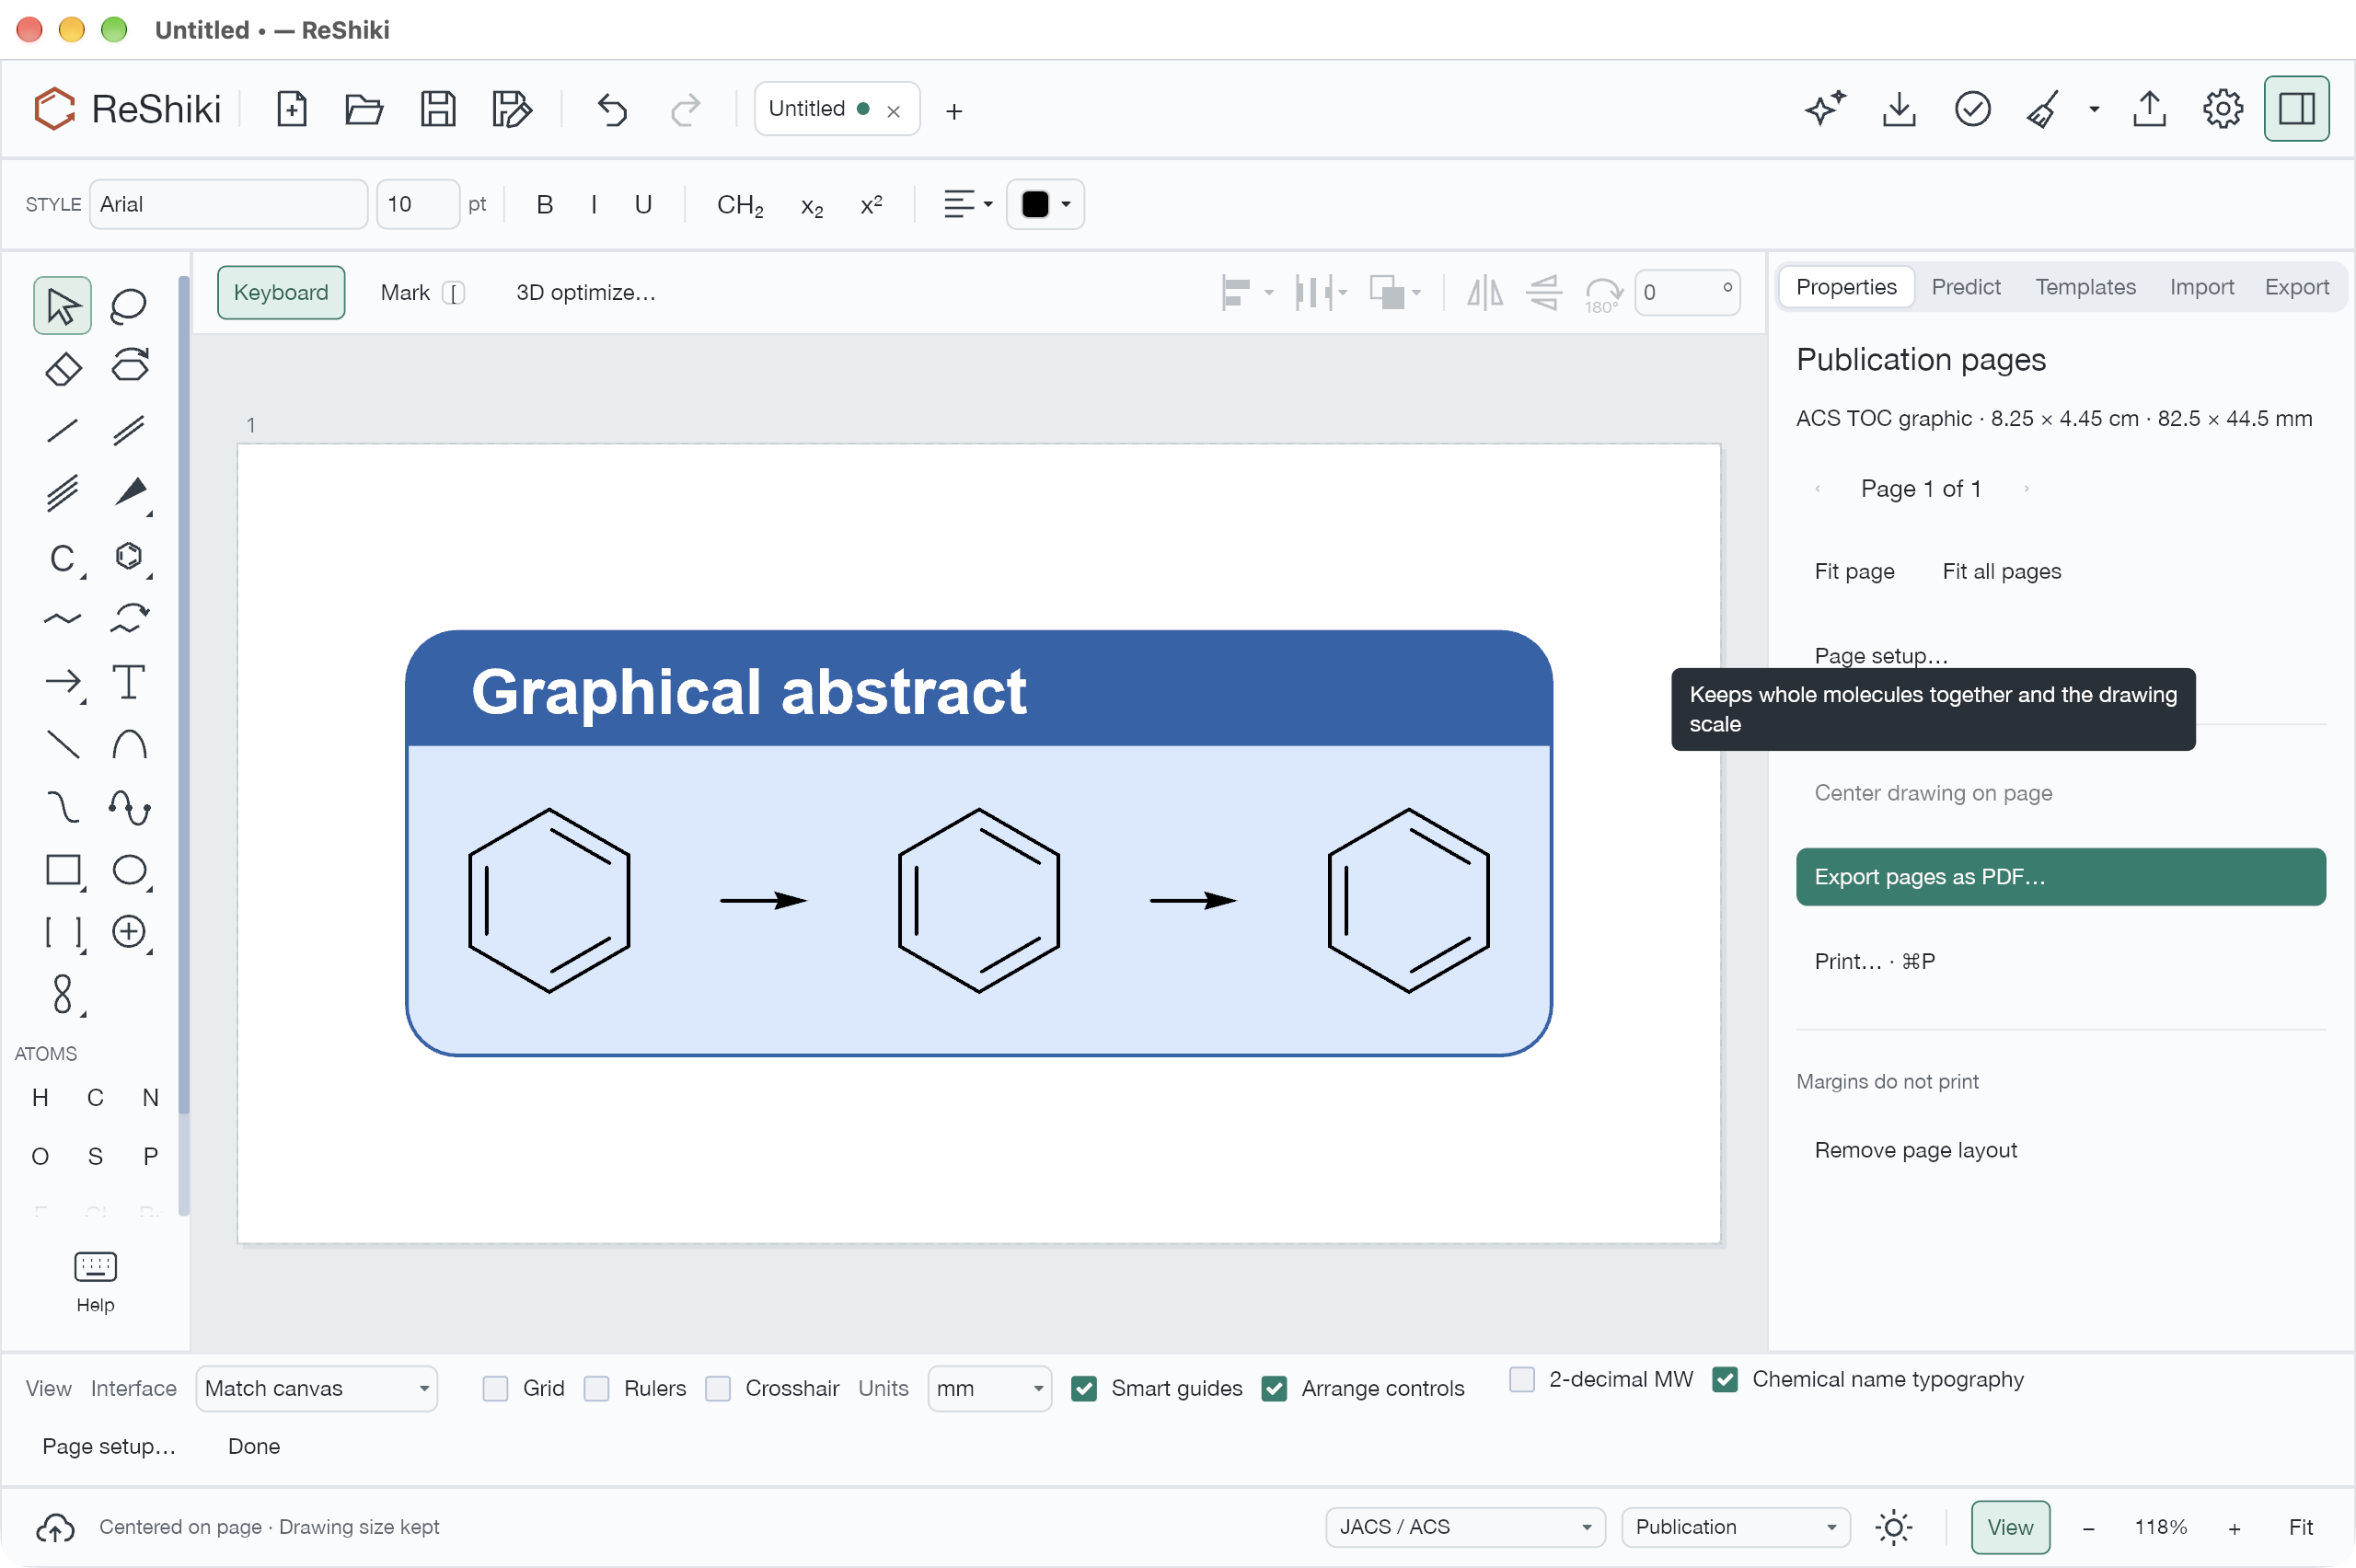 Untitled • — ReShiki
ReShiki
Untitled
STYLE Arial 10 pt B I U CH₂ x₂ x²
Keyboard Mark [ 3D optimize… 180° 0 °
Properties Predict Templates Import Export
Publication pages
ACS TOC graphic · 8.25 × 4.45 cm · 82.5 × 44.5 mm
‹ Page 1 of 1 ›
Fit page Fit all pages
Page setup…
Keeps whole molecules together and the drawing
scale
Center drawing on page
Export pages as PDF…
Print… · ⌘P
Margins do not print
Remove page layout
1
Graphical abstract
C
T
[ ]
ATOMS
H C N
O S P
Help
View Interface Match canvas Grid Rulers Crosshair Units mm Smart guides Arrange controls 2-decimal MW Chemical name typography
Page setup… Done
Centered on page · Drawing size kept JACS / ACS Publication View – 118% + Fit